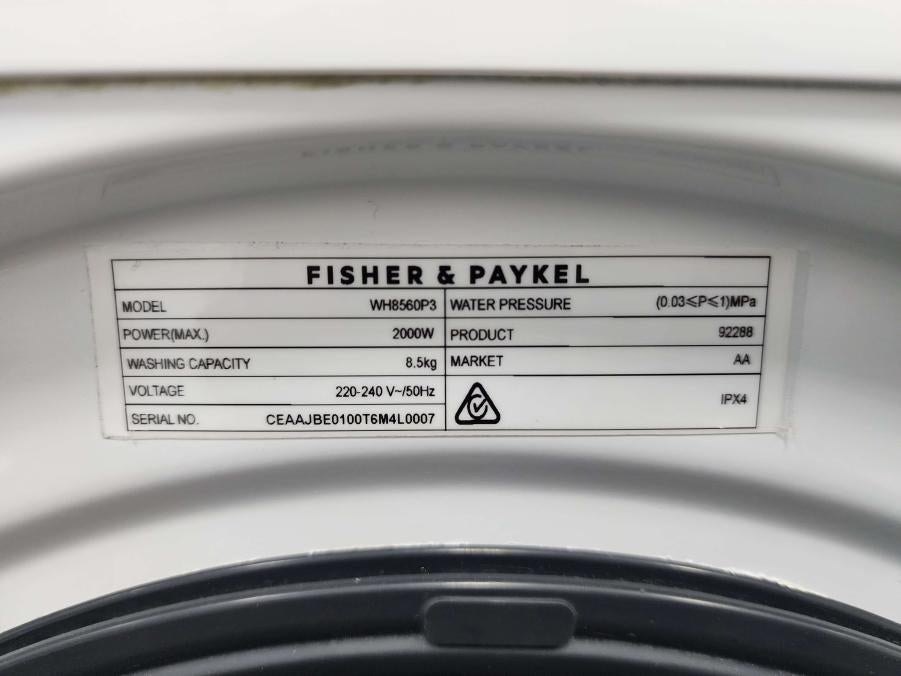 FISHER & PAYKEL
MODEL WH8560P3 WATER PRESSURE (0.03≤P≤1)MPa
POWER(MAX.) 2000W PRODUCT 92288
WASHING CAPACITY 8.5kg MARKET AA
VOLTAGE 220-240 V~/50Hz IPX4
SERIAL NO. CEAAJBE0100T6M4L0007